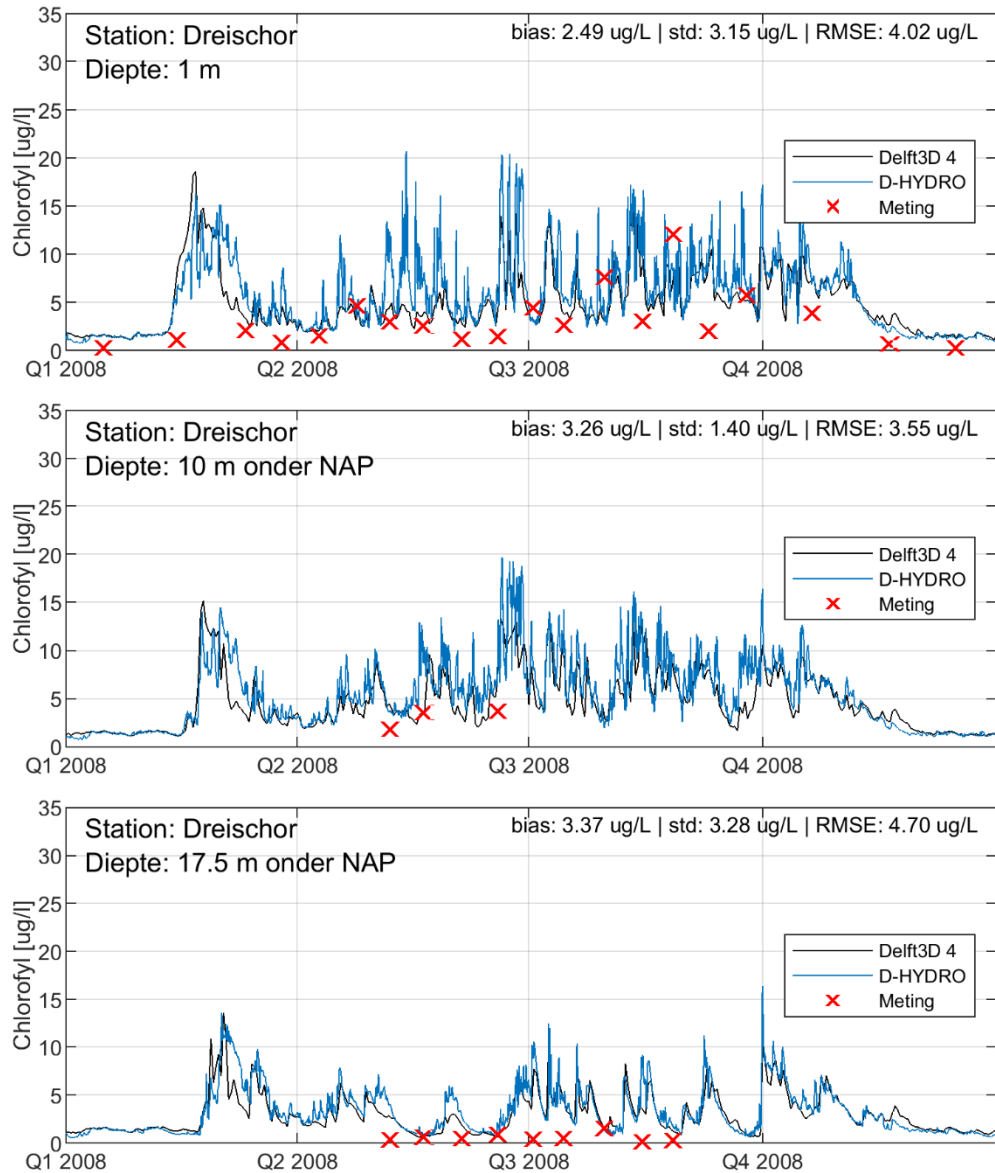 Station: Dreischor
Diepte: 1 m
bias: 2.49 ug/L | std: 3.15 ug/L | RMSE: 4.02 ug/L
35
30
25
20
15
10
5
0
Chlorofyl [ug/l]
Delft3D 4
D-HYDRO
Meting
Q1 2008
Q2 2008
Q3 2008
Q4 2008
Station: Dreischor
Diepte: 10 m onder NAP
bias: 3.26 ug/L | std: 1.40 ug/L | RMSE: 3.55 ug/L
35
30
25
20
15
10
5
0
Chlorofyl [ug/l]
Delft3D 4
D-HYDRO
Meting
Q1 2008
Q2 2008
Q3 2008
Q4 2008
Station: Dreischor
Diepte: 17.5 m onder NAP
bias: 3.37 ug/L | std: 3.28 ug/L | RMSE: 4.70 ug/L
35
30
25
20
15
10
5
0
Chlorofyl [ug/l]
Delft3D 4
D-HYDRO
Meting
Q1 2008
Q2 2008
Q3 2008
Q4 2008